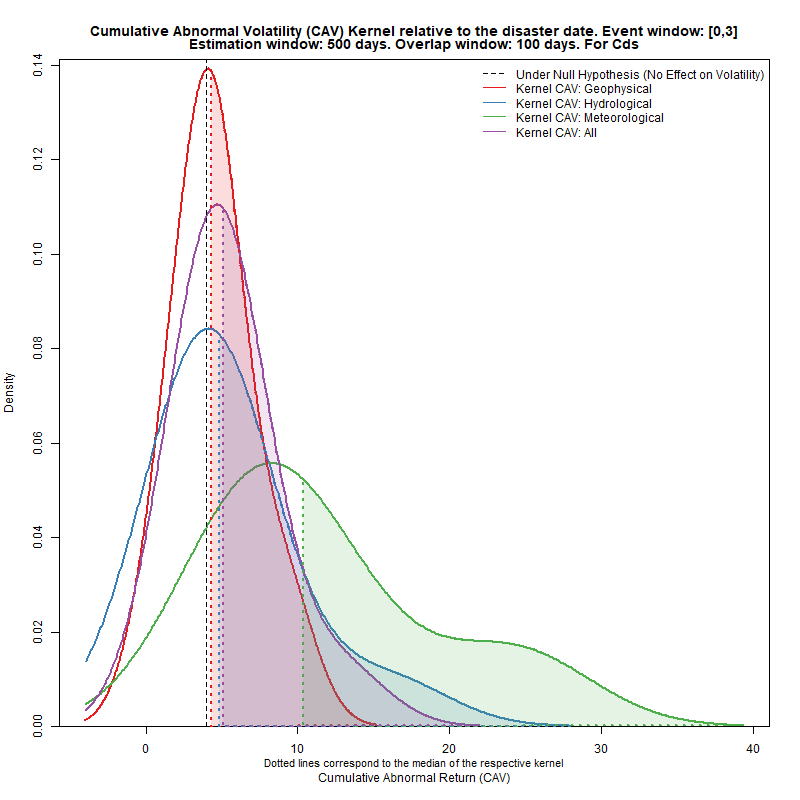 Cumulative Abnormal Volatility (CAV) Kernel relative to the disaster date. Event window: [0,3]
Estimation window: 500 days. Overlap window: 100 days. For Cds
Under Null Hypothesis (No Effect on Volatility)
Kernel CAV: Geophysical
Kernel CAV: Hydrological
Kernel CAV: Meteorological
Kernel CAV: All
Density
0.14
0.12
0.10
0.08
0.06
0.04
0.02
0.00
0 10 20 30 40
Dotted lines correspond to the median of the respective kernel
Cumulative Abnormal Return (CAV)